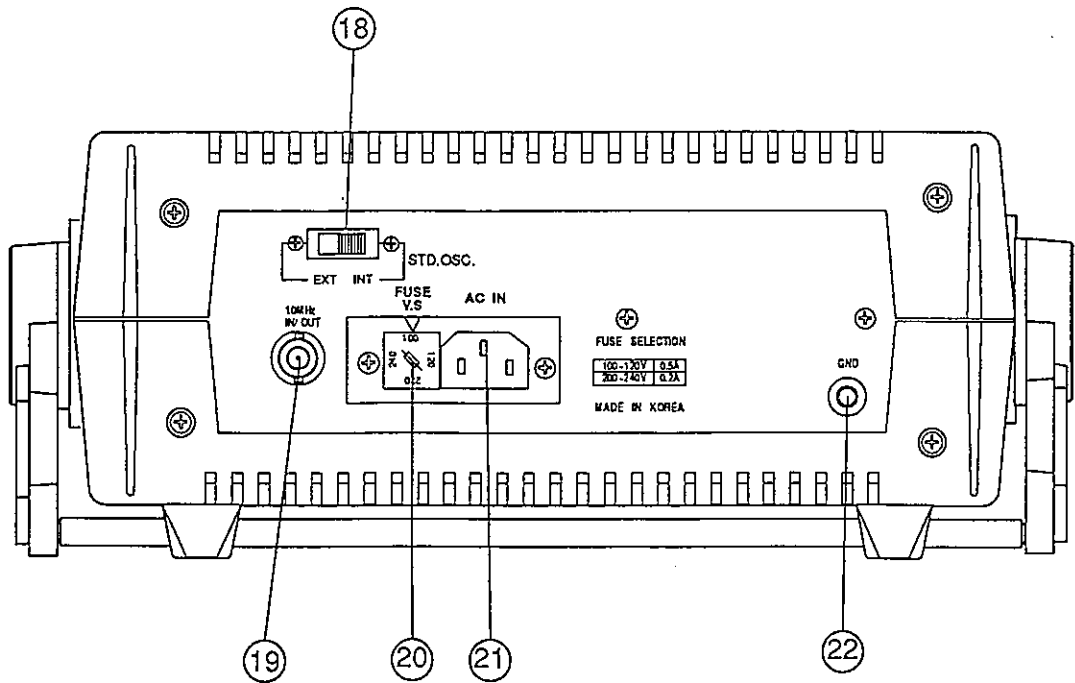 18
STD.OSC.
EXT INT
FUSE
V.S
AC IN
10MHz
IN/OUT
100
120
220
240
FUSE SELECTION
100-120V 0.5A
200-240V 0.2A
MADE IN KOREA
GND
19
20
21
22